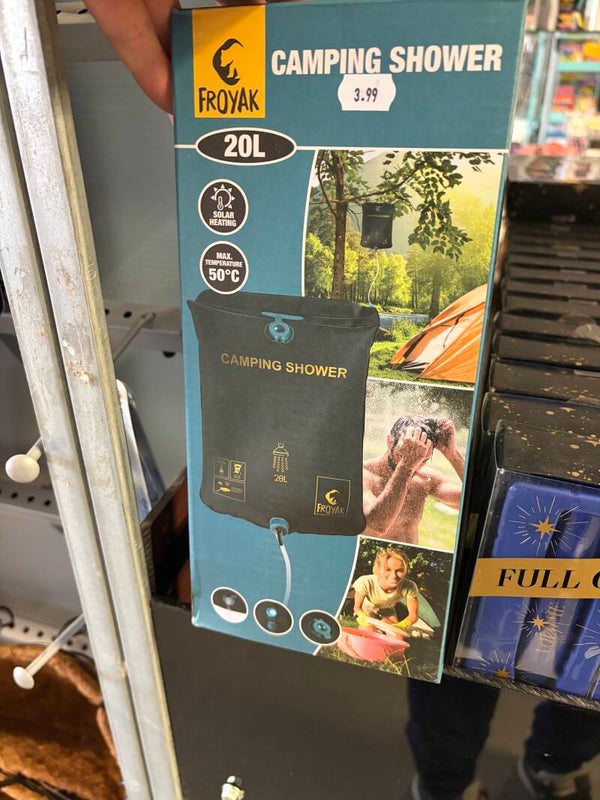 FROYAK
CAMPING SHOWER
3.99
20L
SOLAR
HEATING
MAX.
TEMPERATURE
50°C
CAMPING SHOWER
20L
FROYAK
FULL